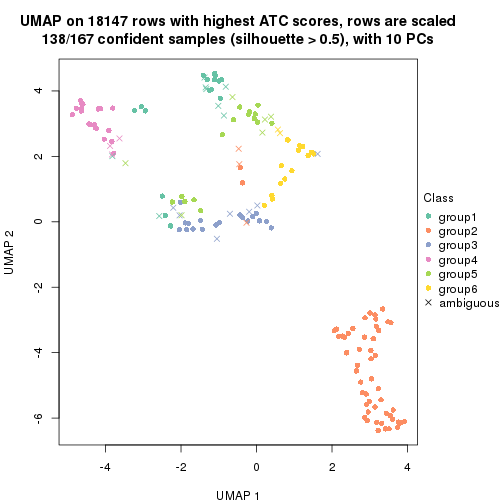 UMAP on 18147 rows with highest ATC scores, rows are scaled
138/167 confident samples (silhouette > 0.5), with 10 PCs
4
2
0
-2
-4
-6
UMAP 2
-4
-2
0
2
4
UMAP 1
Class
group1
group2
group3
group4
group5
group6
ambiguous